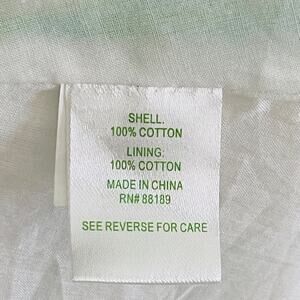 SHELL:
100% COTTON
LINING:
100% COTTON
MADE IN CHINA
RN# 88189
SEE REVERSE FOR CARE